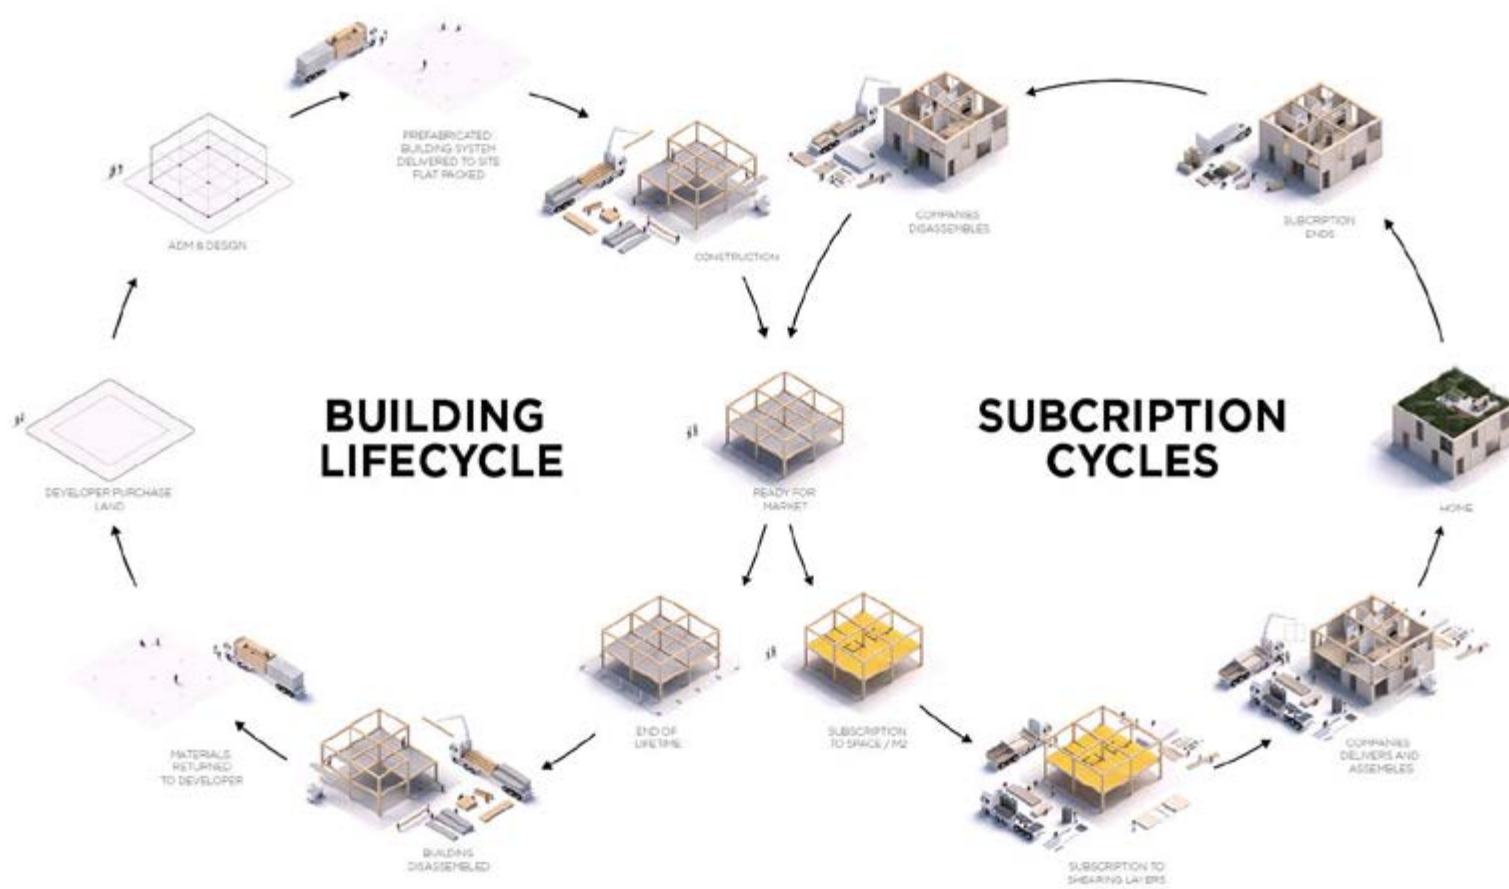 PREFABRICATED
BUILDING SYSTEM
DELIVERED TO SITE
FLAT PACKED
ADM & DESIGN
CONSTRUCTION
COMPANIES
DISASSEMBLES
SUBCRIPTION
ENDS
BUILDING
LIFECYCLE
SUBCRIPTION
CYCLES
DEVELOPER PURCHASE
LAND
READY FOR
MARKET
HOME
MATERIALS
RETURNED
TO DEVELOPER
END OF
LIFETIME
SUBSCRIPTION
TO SPACE / M2
COMPANIES
DELIVERS AND
ASSEMBLES
BUILDING
DISASSEMBLED
SUBSCRIPTION TO
SHEARING LAYERS